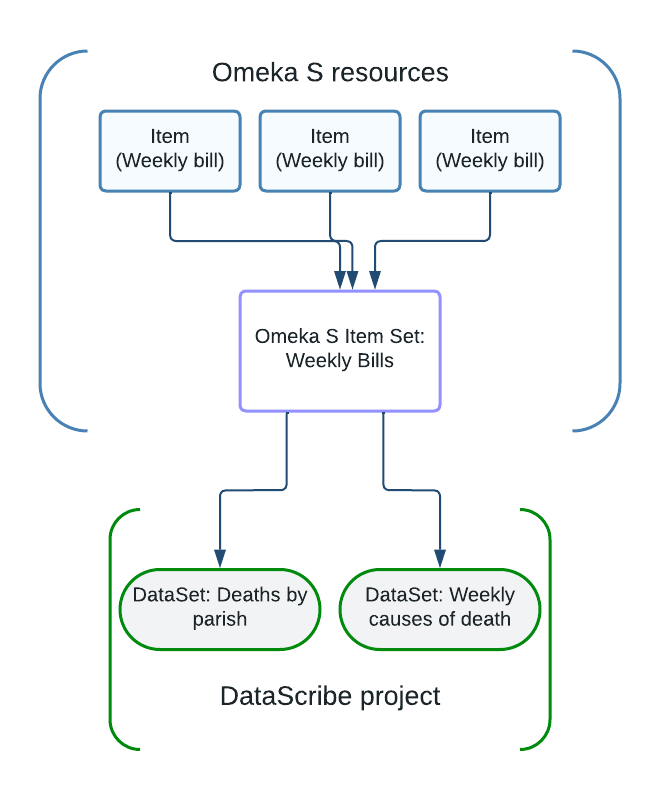 Omeka S resources
Item
(Weekly bill)
Item
(Weekly bill)
Item
(Weekly bill)
Omeka S Item Set:
Weekly Bills
DataSet: Deaths by
parish
DataSet: Weekly
causes of death
DataScribe project